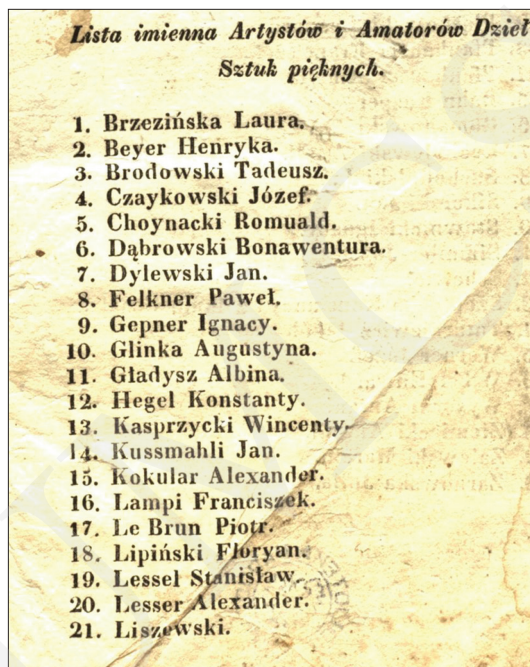 Lista imienna Artystów i Amatorów Dzieł
Sztuk pięknych.
1. Brzezińska Laura.
2. Beyer Henryka.
3. Brodowski Tadeusz.
4. Czaykowski Józef.
5. Choynacki Romuald.
6. Dąbrowski Bonawentura.
7. Dylewski Jan.
8. Felkner Paweł.
9. Gepner Ignacy.
10. Glinka Augustyna.
11. Gładysz Albina.
12. Hegel Konstanty.
13. Kasprzycki Wincenty.
14. Kussmahli Jan.
15. Kokular Alexander.
16. Lampi Franciszek.
17. Le Brun Piotr.
18. Lipiński Floryan.
19. Lessel Stanisław.
20. Lesser Alexander.
21. Liszewski.